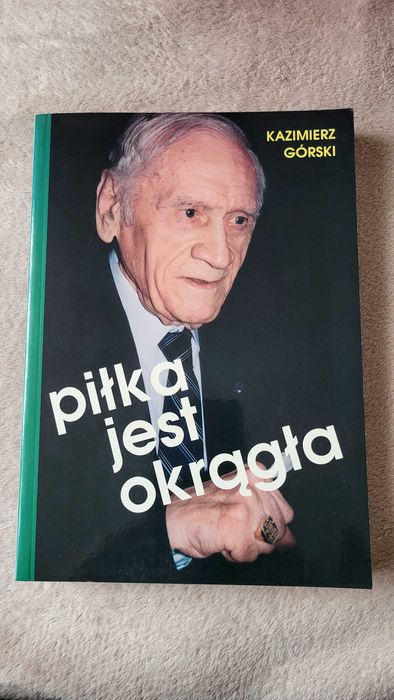 KAZIMIERZ
GÓRSKI
piłka
jest
okrągła